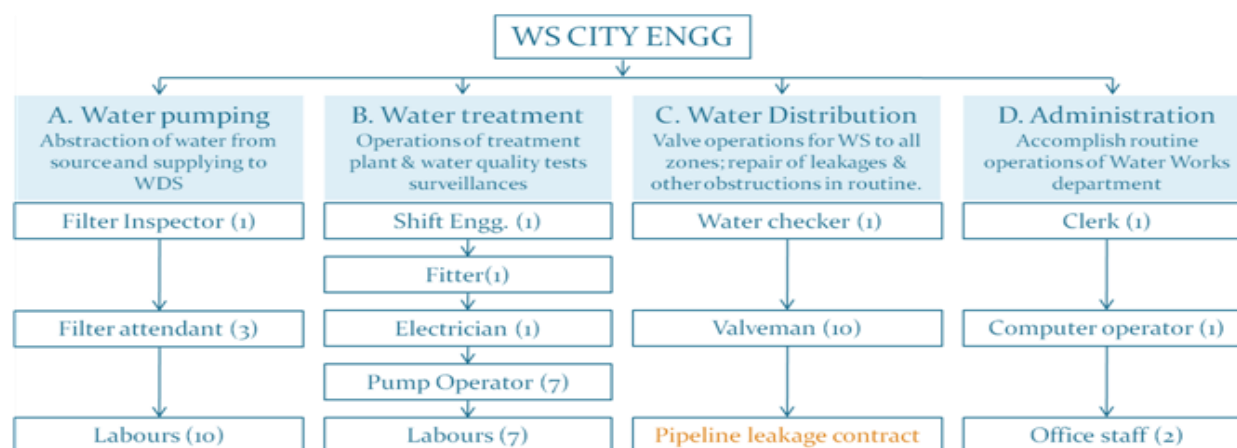 WS CITY ENGG
A. Water pumping
Abstraction of water from
source and supplying to
WDS
B. Water treatment
Operations of treatment
plant & water quality tests
surveillances
C. Water Distribution
Valve operations for WS to all
zones; repair of leakages &
other obstructions in routine.
D. Administration
Accomplish routine
operations of Water Works
department
Filter Inspector (1)
Filter attendant (3)
Labours (10)
Shift Engg. (1)
Fitter(1)
Electrician (1)
Pump Operator (7)
Labours (7)
Water checker (1)
Valveman (10)
Pipeline leakage contract
Clerk (1)
Computer operator (1)
Office staff (2)